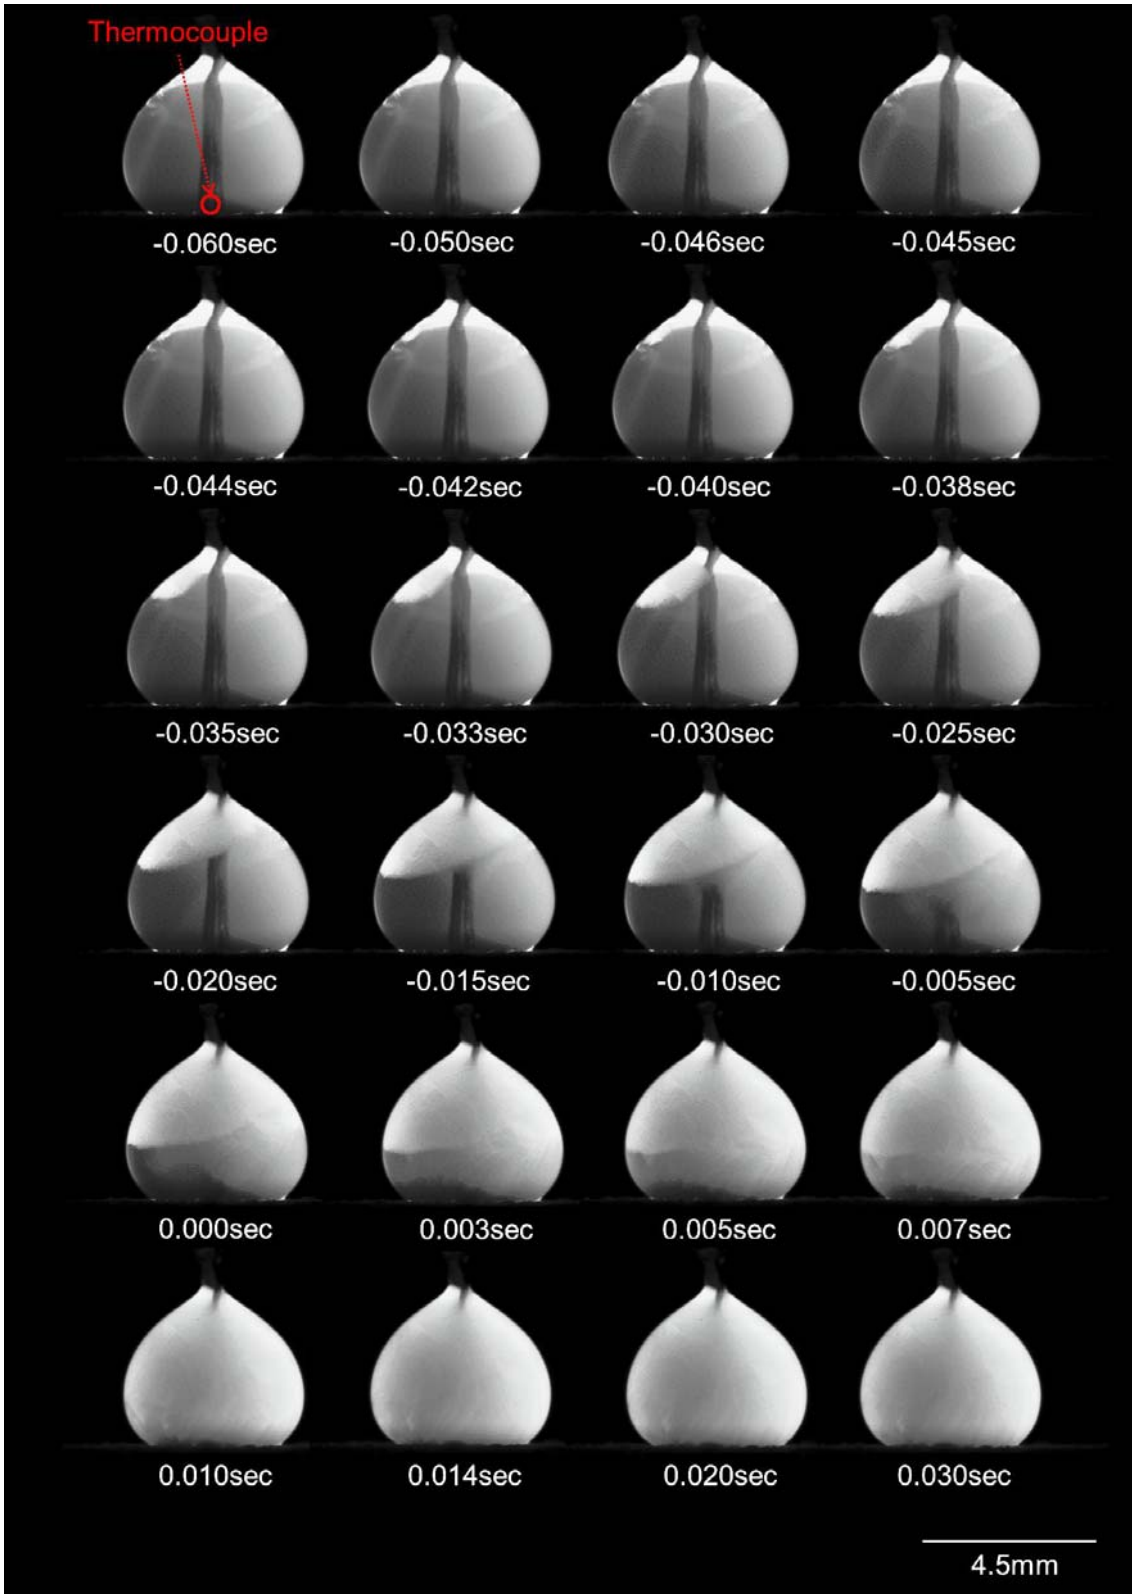 Thermocouple
-0.060sec -0.050sec -0.046sec -0.045sec
-0.044sec -0.042sec -0.040sec -0.038sec
-0.035sec -0.033sec -0.030sec -0.025sec
-0.020sec -0.015sec -0.010sec -0.005sec
0.000sec 0.003sec 0.005sec 0.007sec
0.010sec 0.014sec 0.020sec 0.030sec
4.5mm